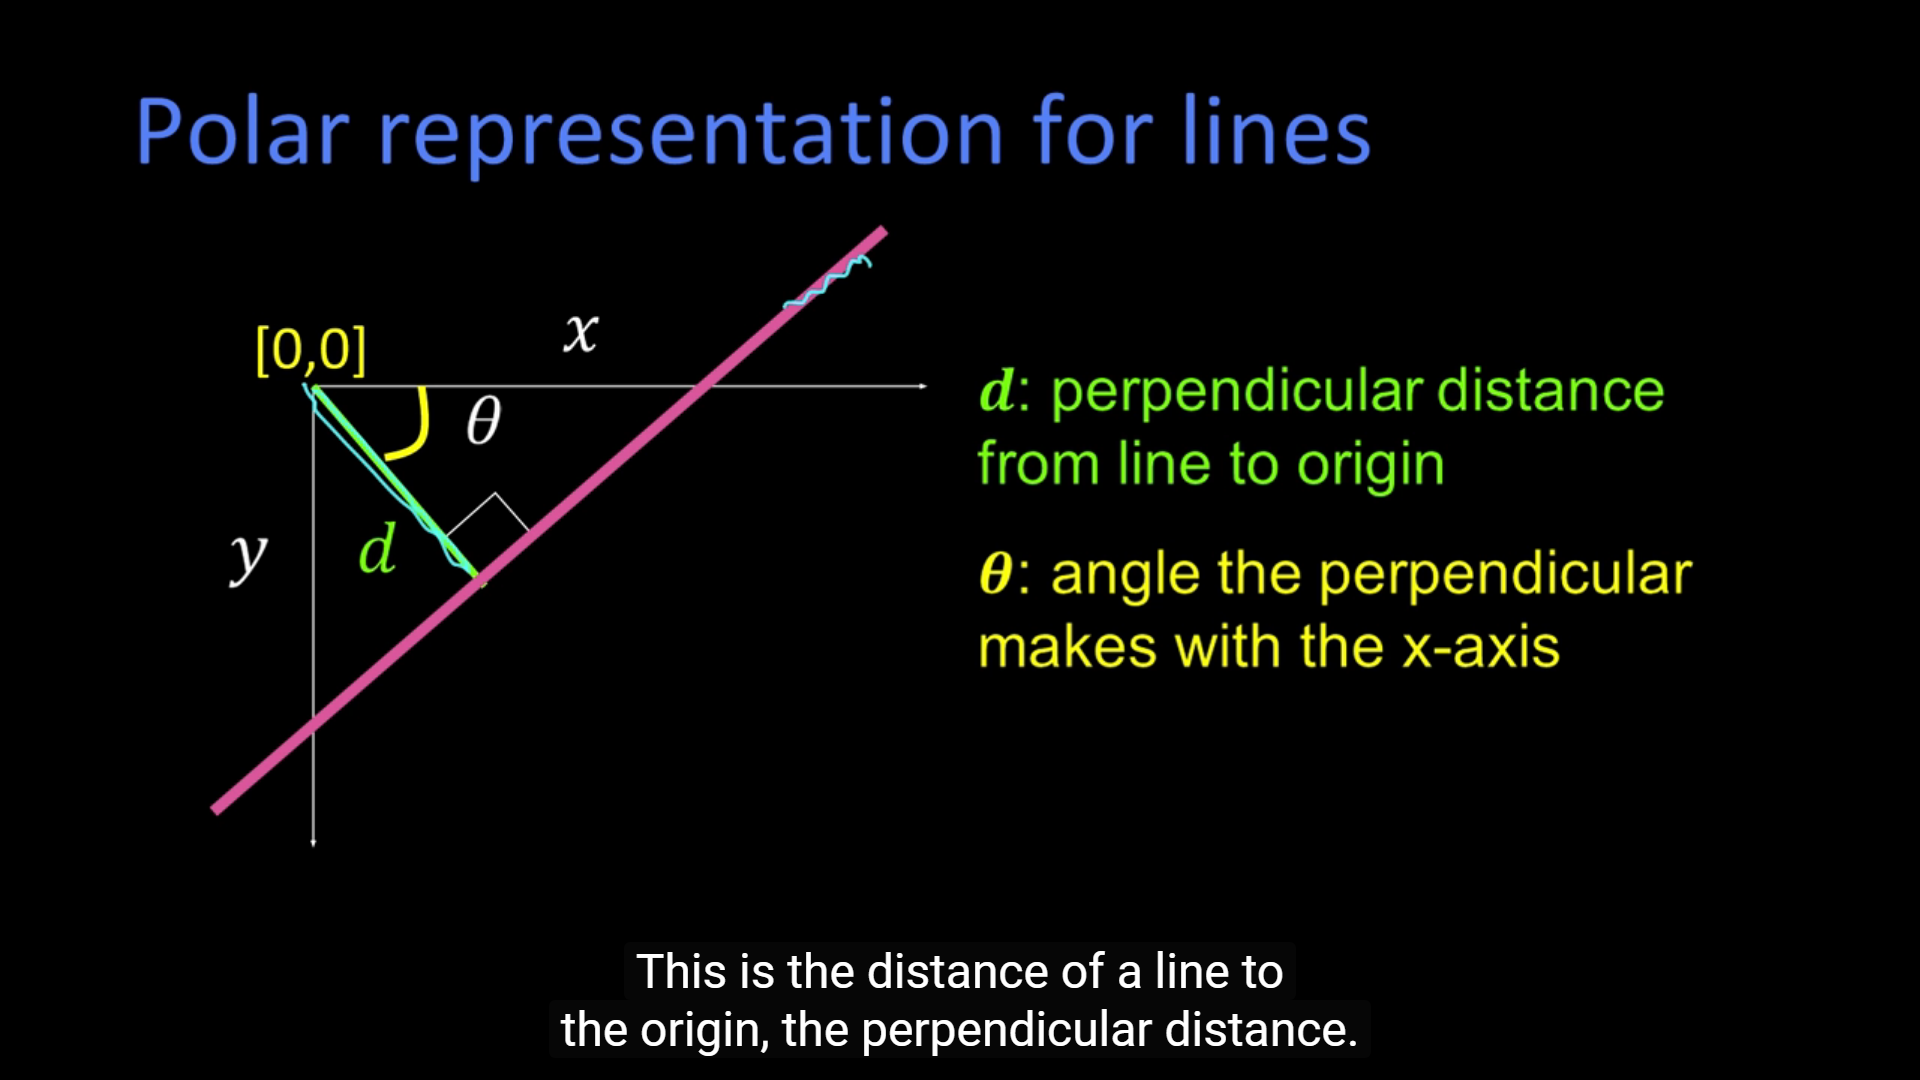 Polar representation for lines
[0,0]
x
θ
y
d
d: perpendicular distance
from line to origin
θ: angle the perpendicular
makes with the x-axis
This is the distance of a line to
the origin, the perpendicular distance.